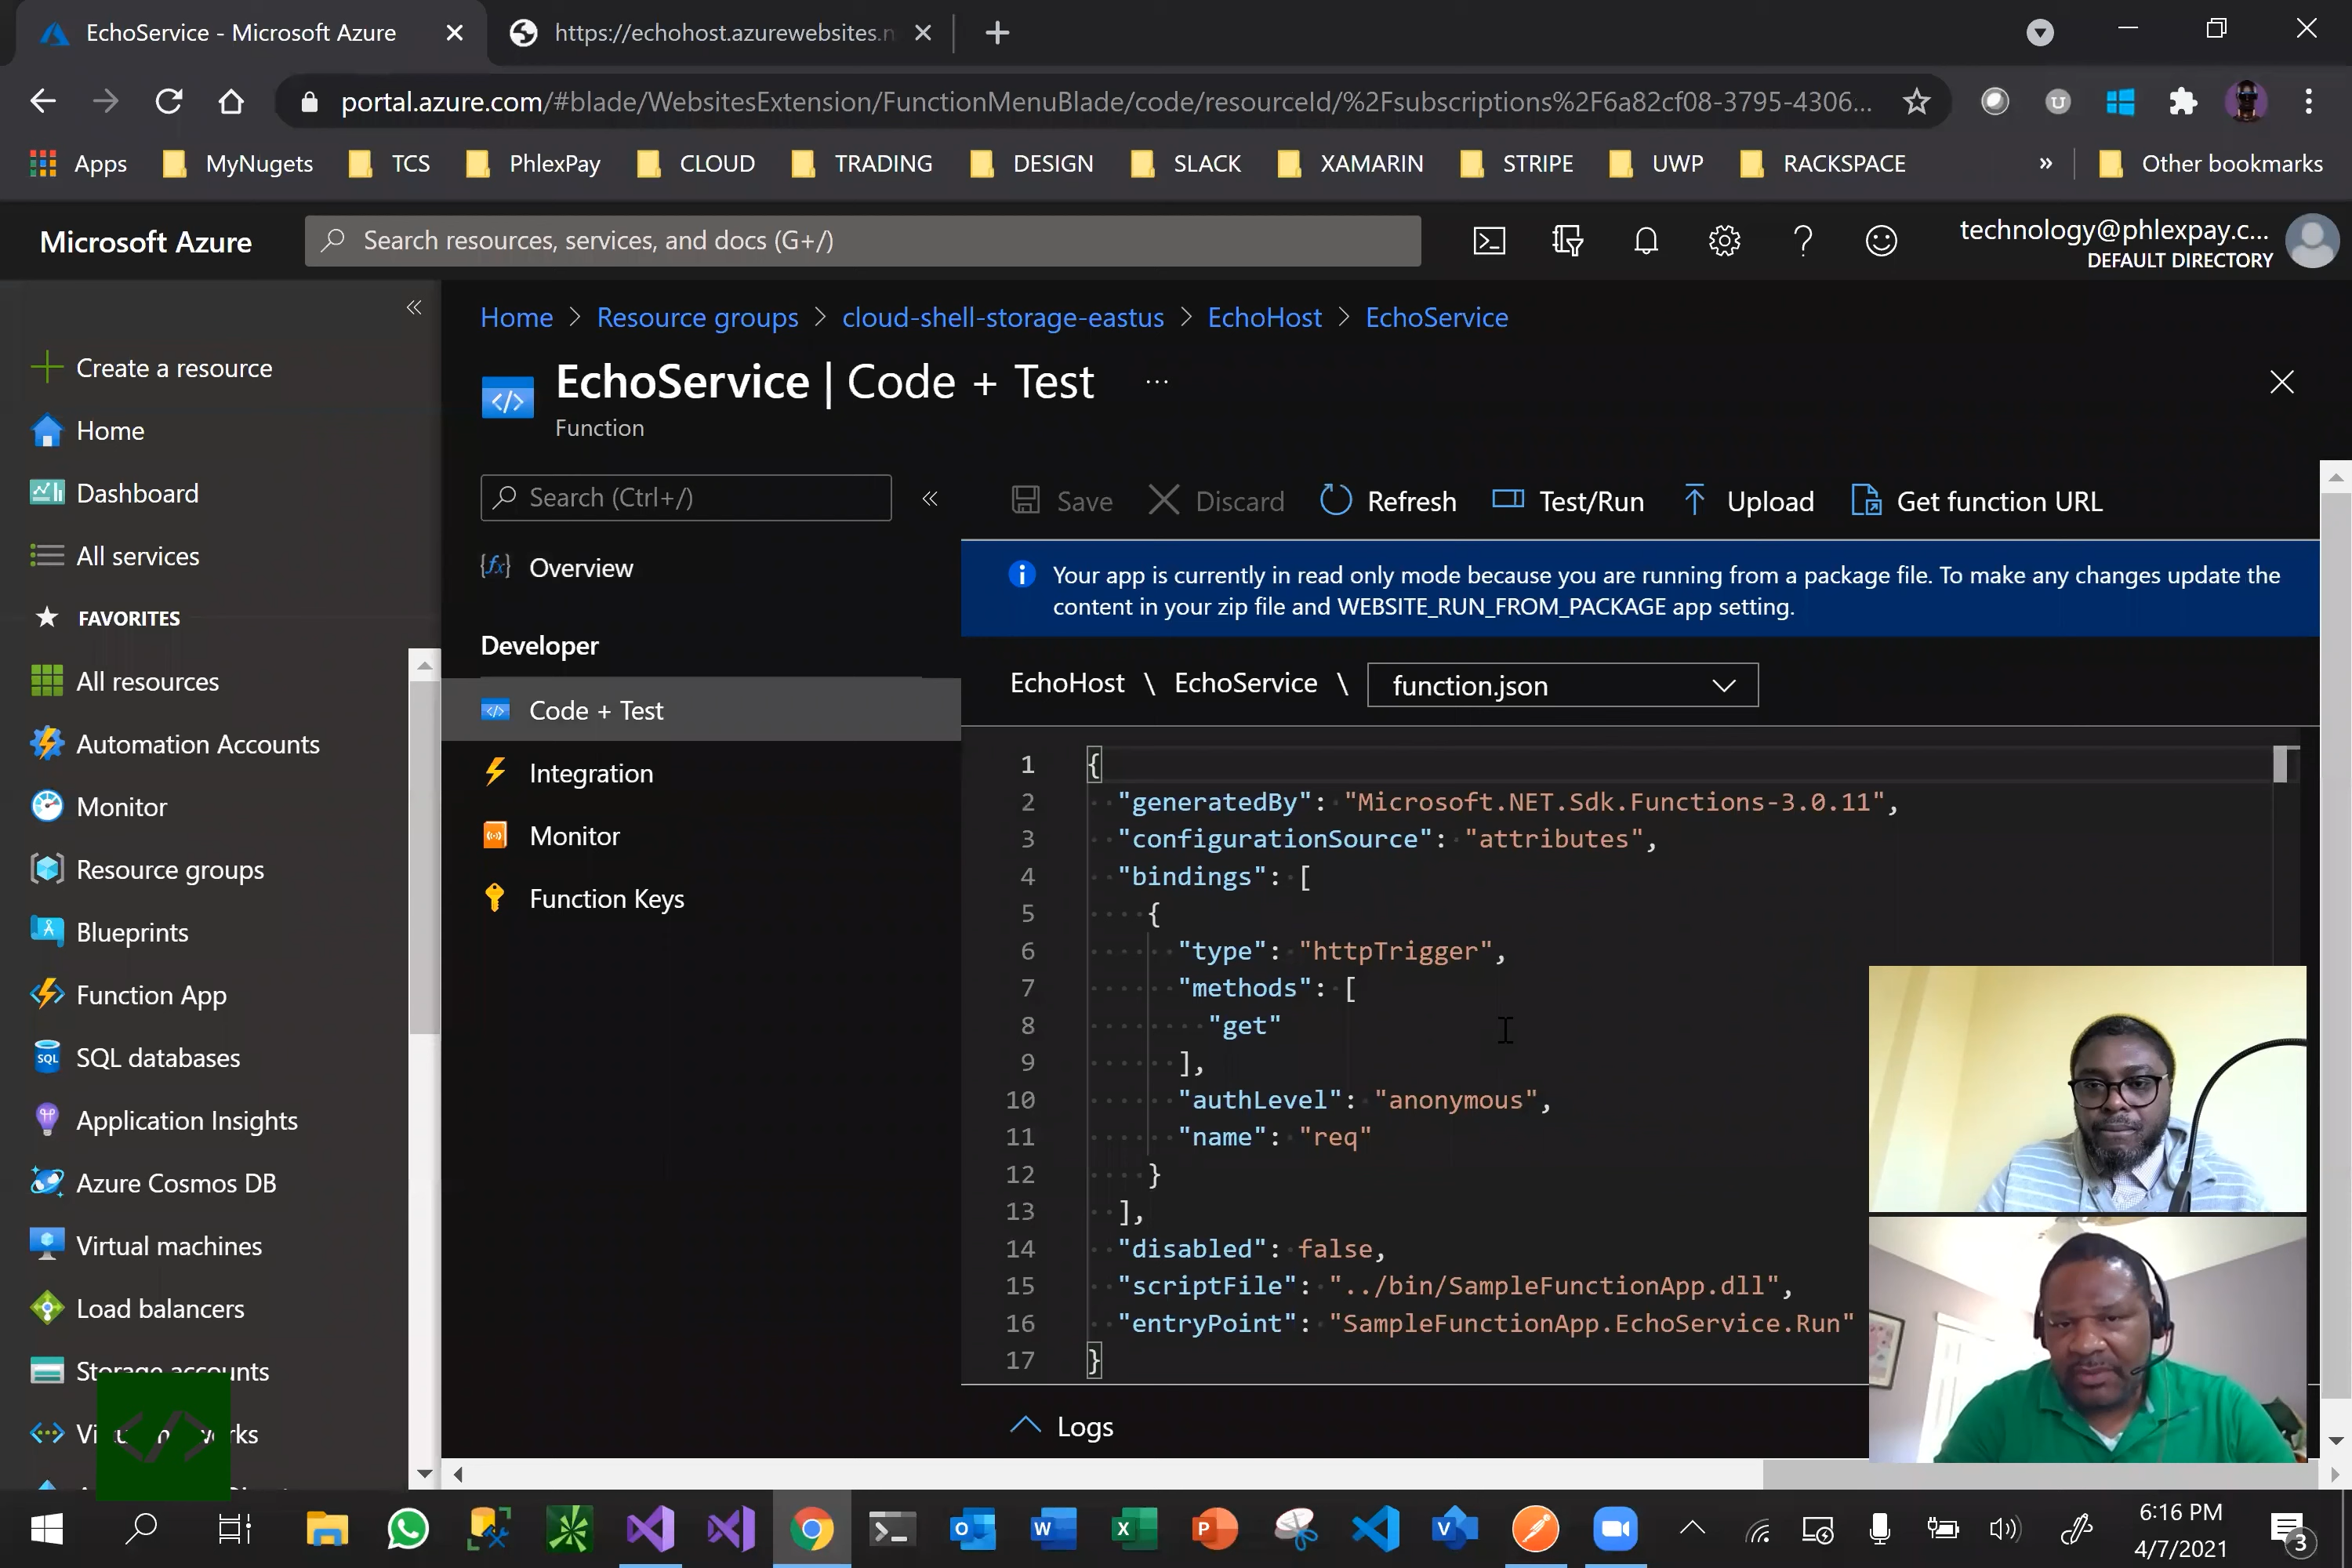 EchoService - Microsoft Azure
https://echohost.azurewebsites.n
portal.azure.com/#blade/WebsitesExtension/FunctionMenuBlade/code/resourceId/%2Fsubscriptions%2F6a82cf08-3795-4306...
Apps
MyNugets
TCS
PhlexPay
CLOUD
TRADING
DESIGN
SLACK
XAMARIN
STRIPE
UWP
RACKSPACE
»
Other bookmarks
Microsoft Azure
Search resources, services, and docs (G+/)
technology@phlexpay.c...
DEFAULT DIRECTORY
Create a resource
Home
Dashboard
All services
FAVORITES
All resources
Automation Accounts
Monitor
Resource groups
Blueprints
Function App
SQL databases
Application Insights
Azure Cosmos DB
Virtual machines
Load balancers
Storage accounts
Home > Resource groups > cloud-shell-storage-eastus > EchoHost > EchoService
EchoService | Code + Test ...
Function
Search (Ctrl+/)
Overview
Developer
Code + Test
Integration
Monitor
Function Keys
Save
Discard
Refresh
Test/Run
Upload
Get function URL
Your app is currently in read only mode because you are running from a package file. To make any changes update the
content in your zip file and WEBSITE_RUN_FROM_PACKAGE app setting.
EchoHost \ EchoService \ function.json
1 {
2 "generatedBy": "Microsoft.NET.Sdk.Functions-3.0.11",
3 "configurationSource": "attributes",
4 "bindings": [
5 {
6 "type": "httpTrigger",
7 "methods": [
8 "get"
9 ],
10 "authLevel": "anonymous",
11 "name": "req"
12 }
13 ],
14 "disabled": false,
15 "scriptFile": "../bin/SampleFunctionApp.dll",
16 "entryPoint": "SampleFunctionApp.EchoService.Run"
17 }
Logs
</>
6:16 PM
4/7/2021
3